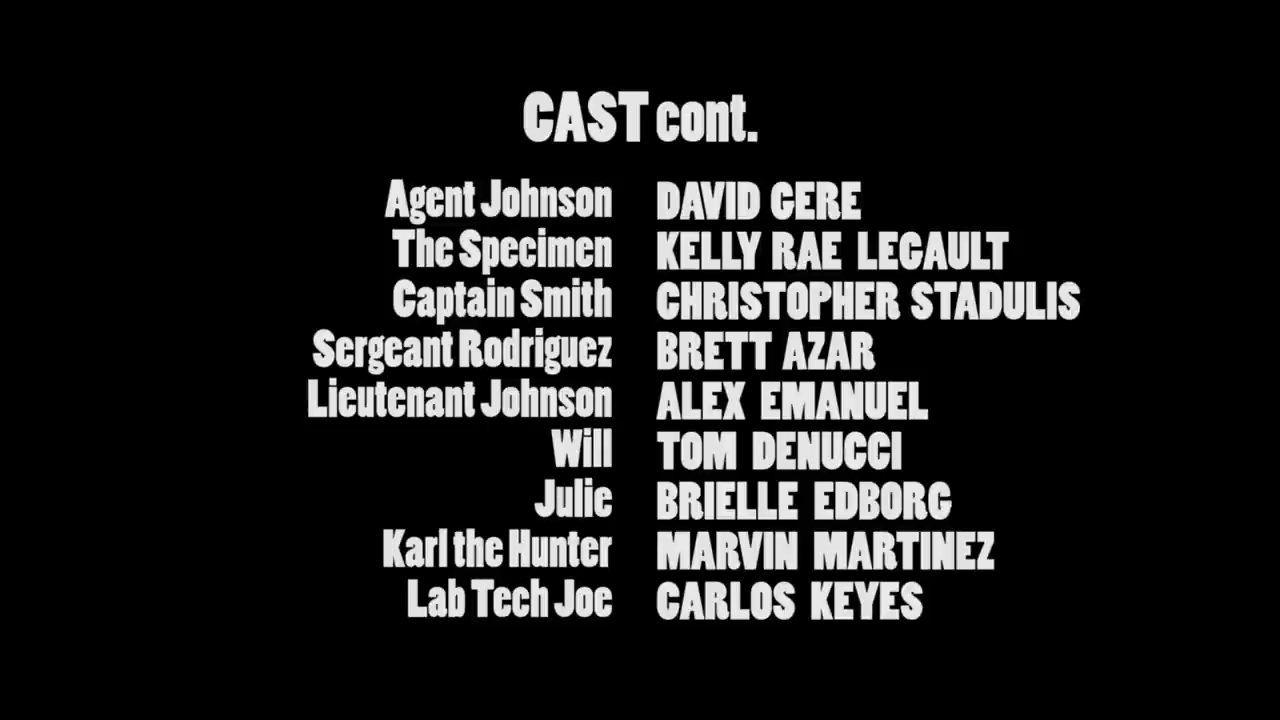 CAST cont.
Agent Johnson DAVID GERE
The Specimen KELLY RAE LEGAULT
Captain Smith CHRISTOPHER STADULIS
Sergeant Rodriguez BRETT AZAR
Lieutenant Johnson ALEX EMANUEL
Will TOM DENUCCI
Julie BRIELLE EDBORG
Karl the Hunter MARVIN MARTINEZ
Lab Tech Joe CARLOS KEYES